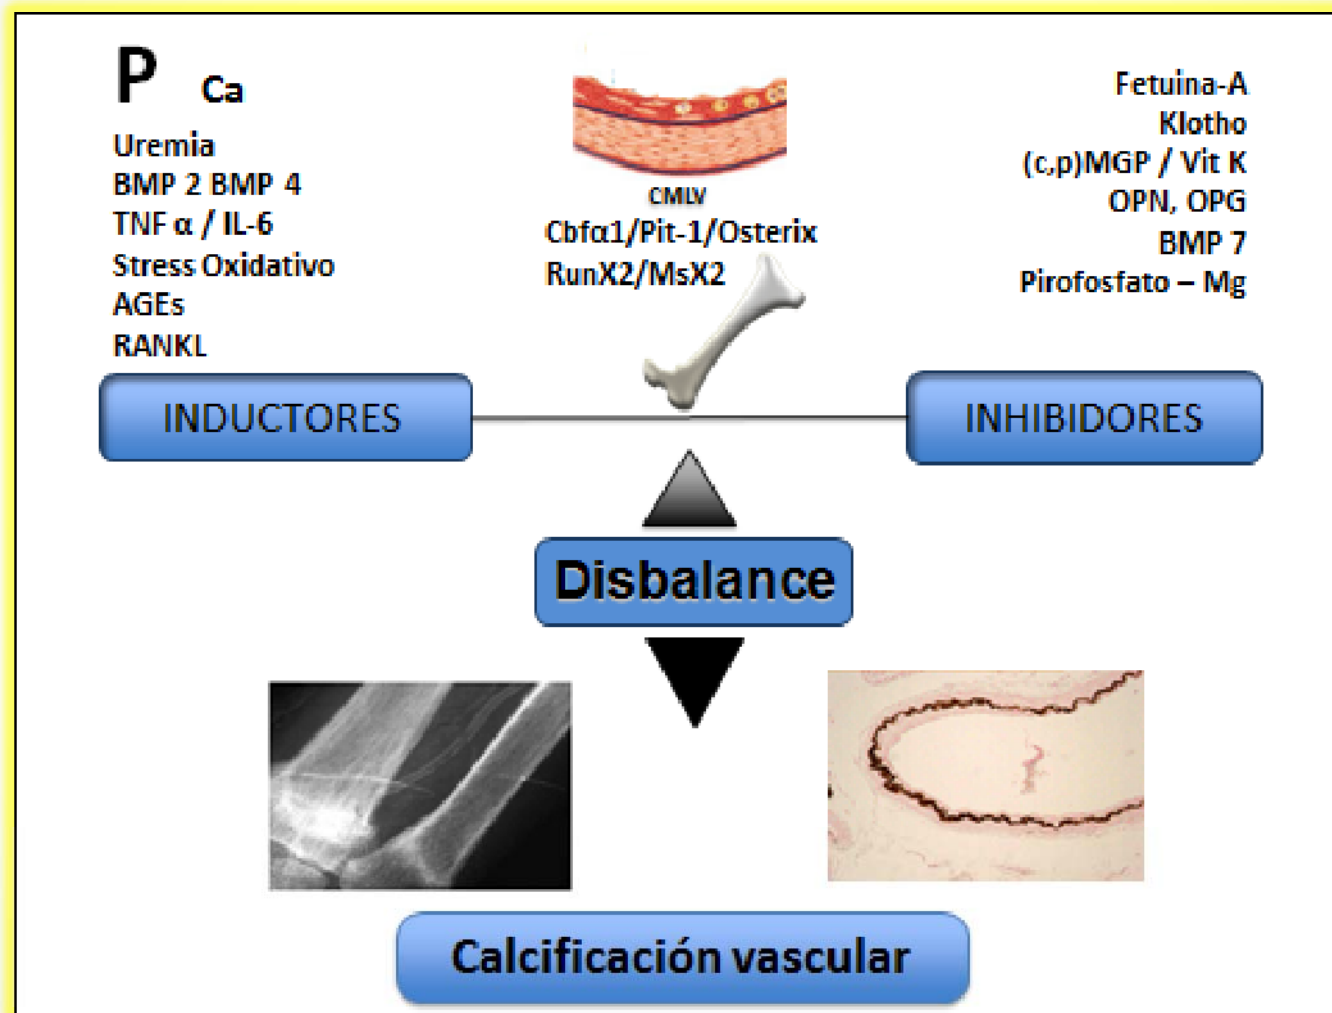 P Ca
Uremia
BMP 2 BMP 4
TNF α / IL-6
Stress Oxidativo
AGEs
RANKL
INDUCTORES
CMLV
Cbfα1/Pit-1/Osterix
RunX2/MsX2
Fetuina-A
Klotho
(c,p)MGP / Vit K
OPN, OPG
BMP 7
Pirofosfato – Mg
INHIBIDORES
Disbalance
Calcificación vascular